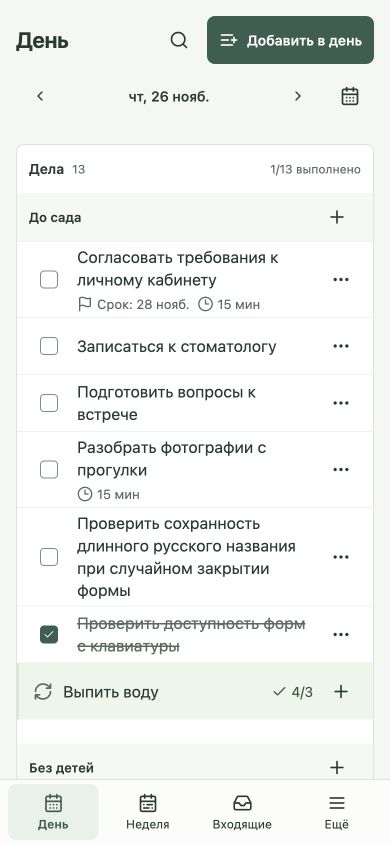 День
Добавить в день
чт, 26 нояб.
Дела 13
1/13 выполнено
До сада
Согласовать требования к
личному кабинету
Срок: 28 нояб. 15 мин
Записаться к стоматологу
Подготовить вопросы к
встрече
Разобрать фотографии с
прогулки
15 мин
Проверить сохранность
длинного русского названия
при случайном закрытии
формы
Проверить доступность форм
с клавиатуры
Выпить воду
4/3
Без детей
День
Неделя
Входящие
Ещё